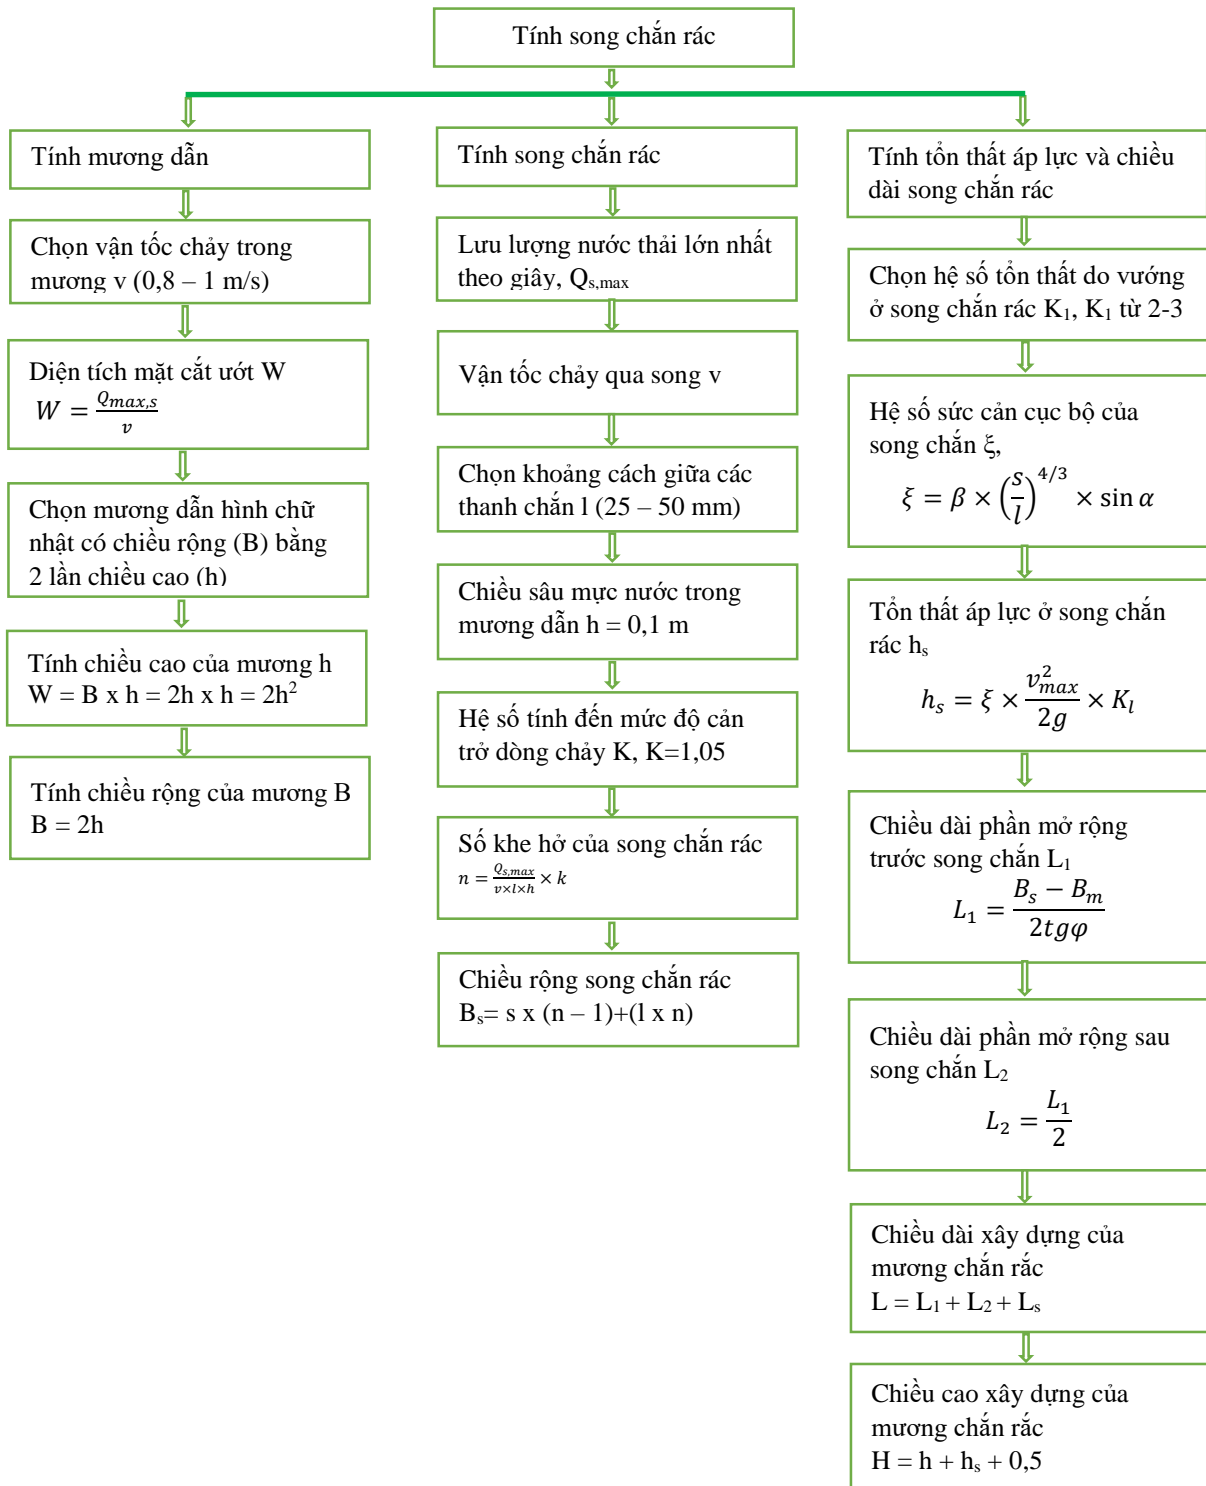 Tính song chắn rác
Tính mương dẫn
Chọn vận tốc chảy trong
mương v (0,8 – 1 m/s)
Diện tích mặt cắt ướt W
W = Qmax,s / v
Chọn mương dẫn hình chữ
nhật có chiều rộng (B) bằng
2 lần chiều cao (h)
Tính chiều cao của mương h
W = B x h = 2h x h = 2h²
Tính chiều rộng của mương B
B = 2h
Tính song chắn rác
Lưu lượng nước thải lớn nhất
theo giây, Qs,max
Vận tốc chảy qua song v
Chọn khoảng cách giữa các
thanh chắn l (25 – 50 mm)
Chiều sâu mực nước trong
mương dẫn h = 0,1 m
Hệ số tính đến mức độ cản
trở dòng chảy K, K=1,05
Số khe hở của song chắn rác
n = Qs,max / (v×l×h) × k
Chiều rộng song chắn rác
Bs= s x (n – 1)+(l x n)
Tính tổn thất áp lực và chiều
dài song chắn rác
Chọn hệ số tổn thất do vướng
ở song chắn rác K₁, K₁ từ 2-3
Hệ số sức cản cục bộ của
song chắn ξ,
ξ = β × (s/l)^4/3 × sin α
Tổn thất áp lực ở song chắn
rác hs
hs = ξ × v²max / 2g × Kl
Chiều dài phần mở rộng
trước song chắn L₁
L₁ = (Bs − Bm) / 2tgφ
Chiều dài phần mở rộng sau
song chắn L₂
L₂ = L₁ / 2
Chiều dài xây dựng của
mương chắn rắc
L = L₁ + L₂ + Ls
Chiều cao xây dựng của
mương chắn rắc
H = h + hs + 0,5